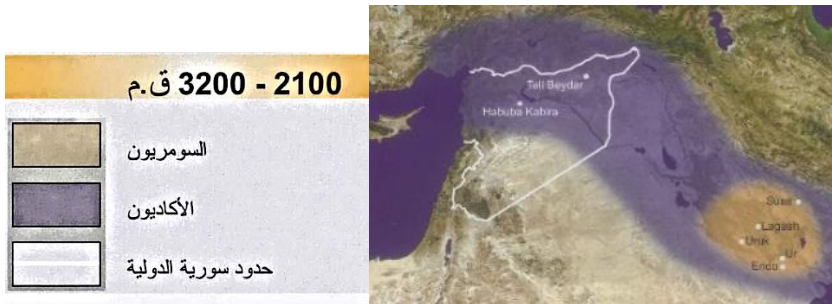 3200 - 2100 ق.م
السومريون
الأكاديون
حدود سورية الدولية
Tell Beydar
Habuba Kabira
Susa
Lagash
Uruk
Ur
Eridu